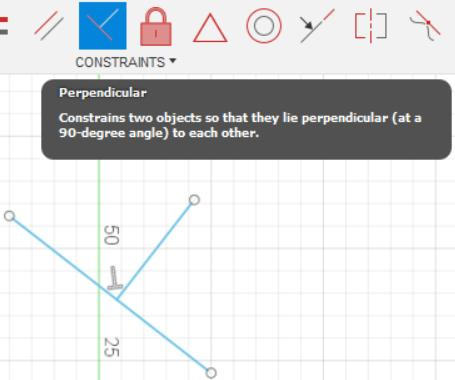 CONSTRAINTS ▾
Perpendicular
Constrains two objects so that they lie perpendicular (at a
90-degree angle) to each other.
50
25